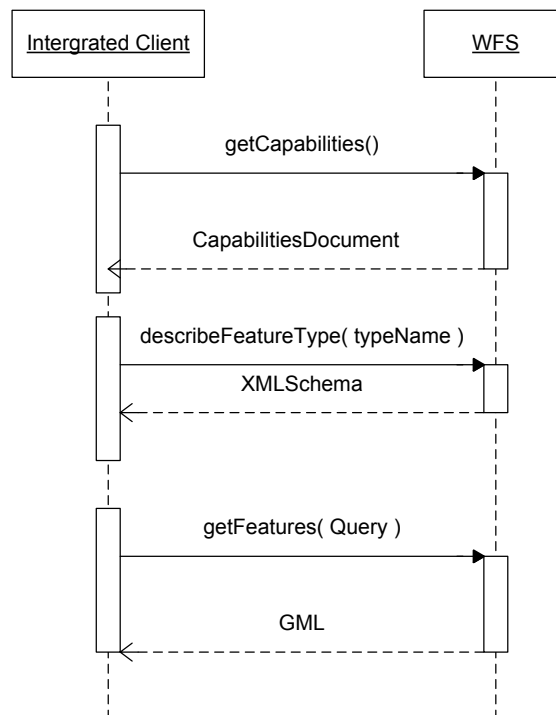 Intergrated Client
WFS
getCapabilities()
CapabilitiesDocument
describeFeatureType( typeName )
XMLSchema
getFeatures( Query )
GML